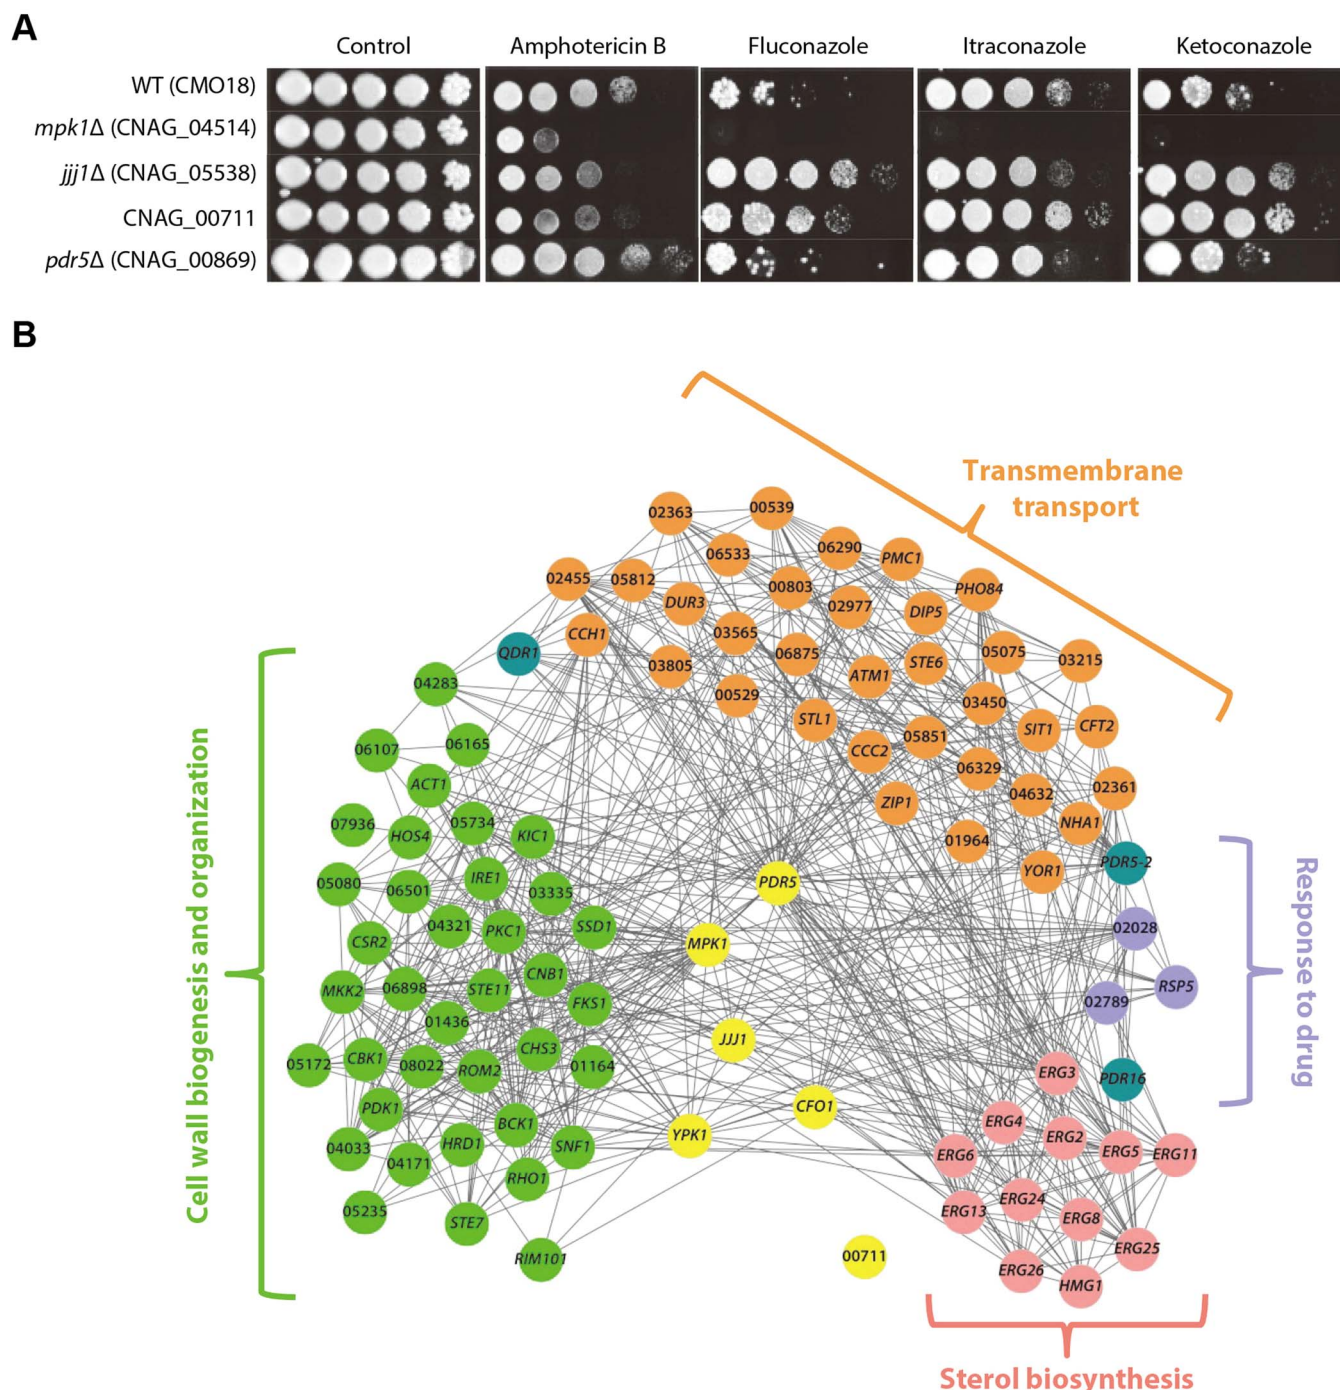 A
Control
Amphotericin B
Fluconazole
Itraconazole
Ketoconazole
WT (CMO18)
mpk1Δ (CNAG_04514)
jjj1Δ (CNAG_05538)
CNAG_00711
pdr5Δ (CNAG_00869)
B
Transmembrane
transport
02363
00539
06533
06290
PMC1
02455
05812
DUR3
00803
02977
DIP5
PHO84
QDR1
CCH1
03565
03805
06875
ATM1
STE6
05075
03215
04283
00529
STL1
03450
SIT1
CFT2
06107
06165
CCC2
05851
06329
ACT1
ZIP1
04632
02361
07936
HOS4
05734
KIC1
01964
NHA1
05080
06501
IRE1
03335
PDR5
YOR1
PDR5-2
CSR2
04321
PKC1
SSD1
MPK1
02028
MKK2
06898
STE11
CNB1
FKS1
02789
RSP5
01436
CHS3
JJJ1
05172
CBK1
08022
ROM2
01164
ERG3
PDR16
PDK1
BCK1
CFO1
ERG4
04033
04171
HRD1
SNF1
YPK1
ERG6
ERG2
ERG5
ERG11
RHO1
ERG24
05235
STE7
ERG13
ERG8
RIM101
00711
ERG26
ERG25
HMG1
Cell wall biogenesis and organization
Response to drug
Sterol biosynthesis